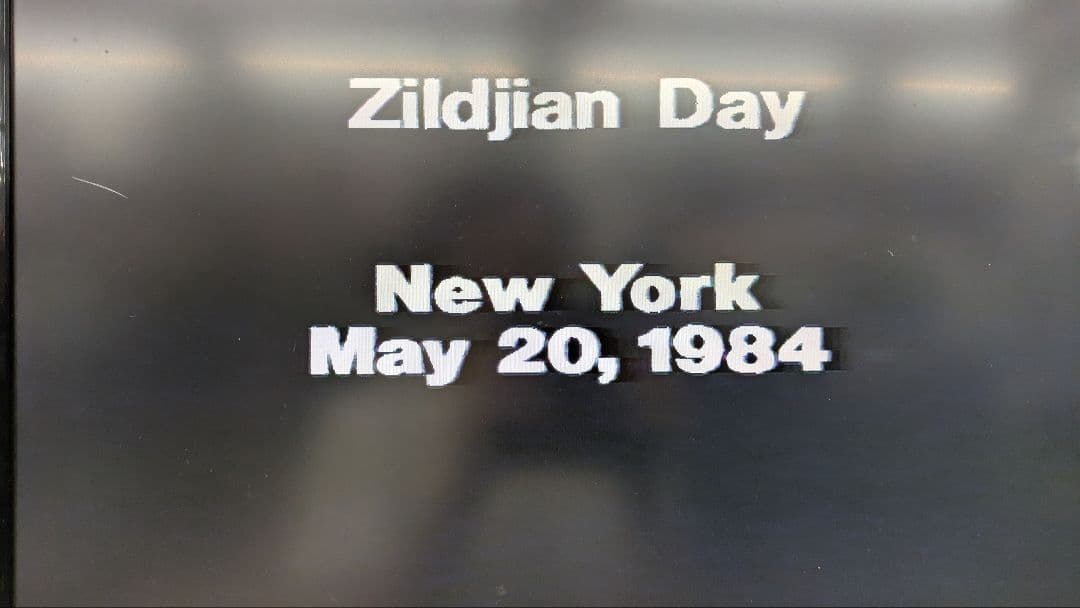 Zildjian Day
New York
May 20, 1984